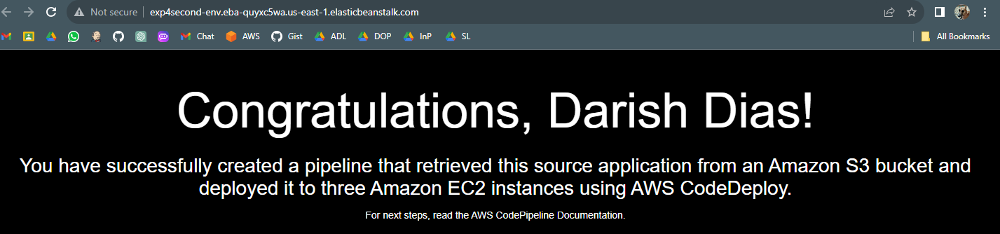 Not secure exp4second-env.eba-quyxc5wa.us-east-1.elasticbeanstalk.com
Chat AWS Gist ADL DOP InP SL All Bookmarks
Congratulations, Darish Dias!
You have successfully created a pipeline that retrieved this source application from an Amazon S3 bucket and
deployed it to three Amazon EC2 instances using AWS CodeDeploy.
For next steps, read the AWS CodePipeline Documentation.